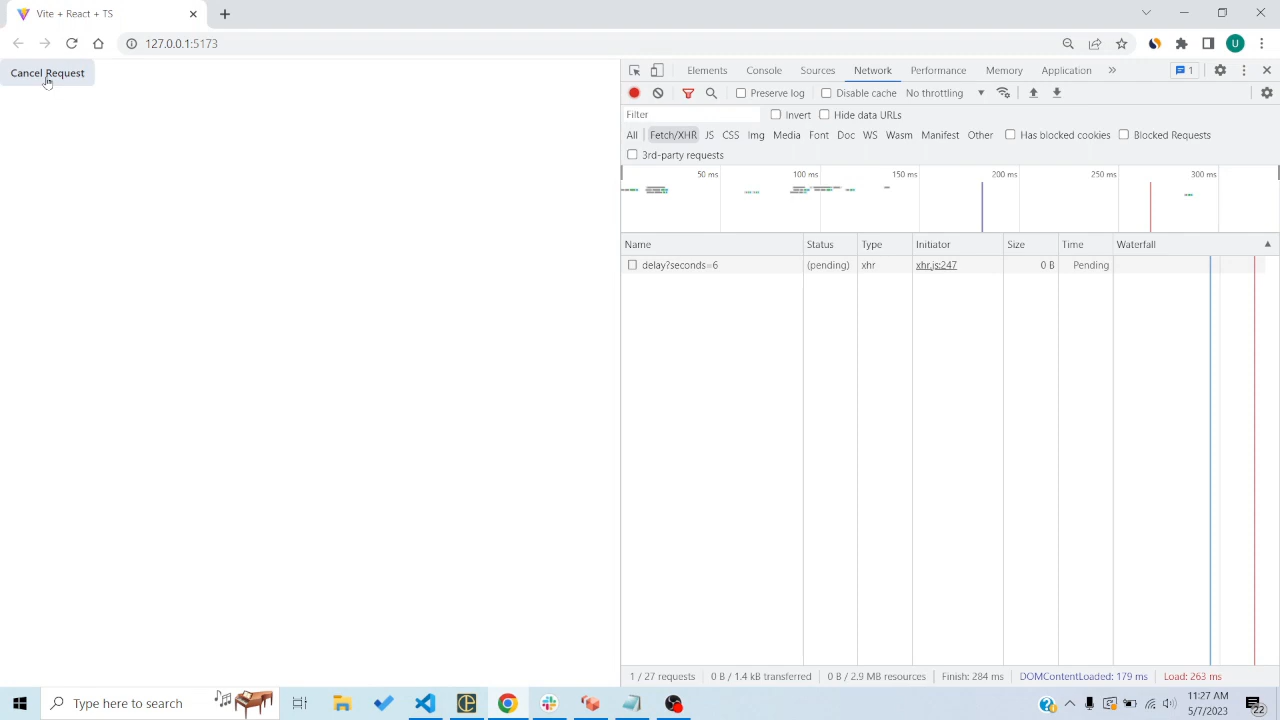 Vite + React + TS
127.0.0.1:5173
U
Cancel Request
Elements Console Sources Network Performance Memory Application » 1
Preserve log Disable cache No throttling
Filter Invert Hide data URLs
All Fetch/XHR JS CSS Img Media Font Doc WS Wasm Manifest Other Has blocked cookies Blocked Requests
3rd-party requests
50 ms 100 ms 150 ms 200 ms 250 ms 300 ms
Name Status Type Initiator Size Time Waterfall
delay?seconds=6 (pending) xhr xhr.js:247 0 B Pending
1 / 27 requests 0 B / 1.4 kB transferred 0 B / 2.9 MB resources Finish: 284 ms DOMContentLoaded: 179 ms Load: 263 ms
Type here to search
11:27 AM
5/7/2023
22